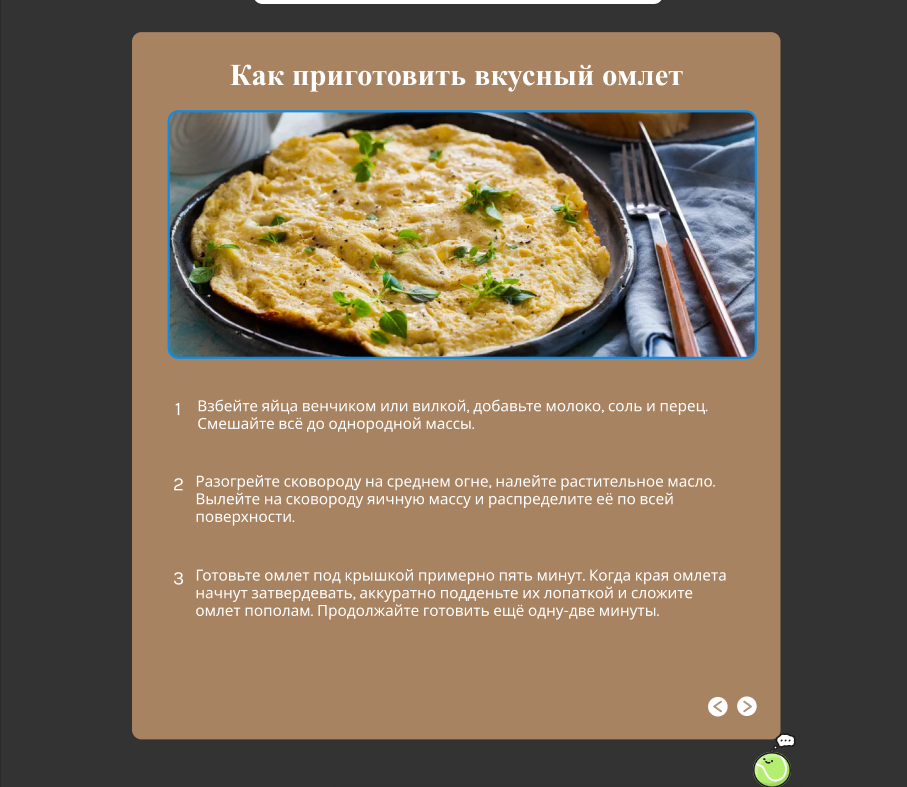 Как приготовить вкусный омлет
1 Взбейте яйца венчиком или вилкой, добавьте молоко, соль и перец.
Смешайте всё до однородной массы.
2 Разогрейте сковороду на среднем огне, налейте растительное масло.
Вылейте на сковороду яичную массу и распределите её по всей
поверхности.
3 Готовьте омлет под крышкой примерно пять минут. Когда края омлета
начнут затвердевать, аккуратно подденьте их лопаткой и сложите
омлет пополам. Продолжайте готовить ещё одну-две минуты.